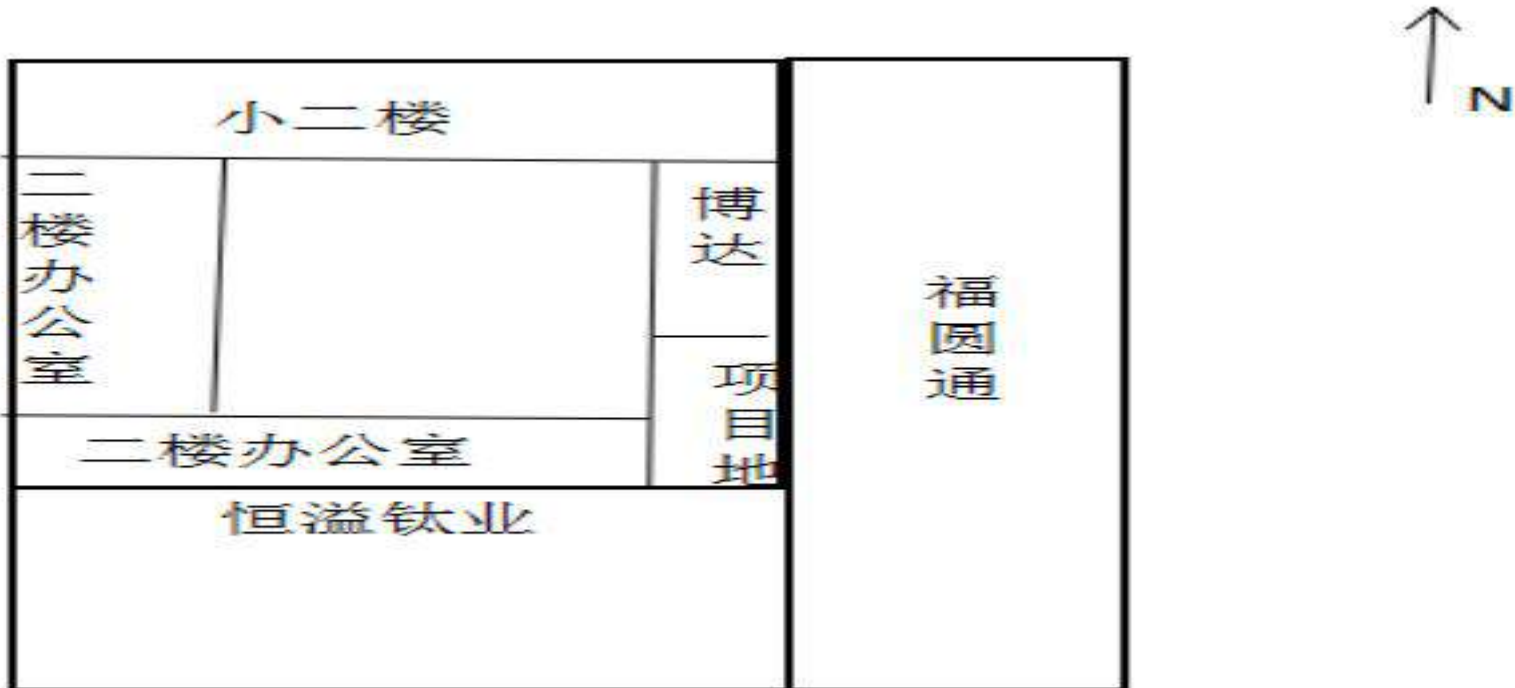 N
小二楼
二楼办公室
博达
福圆通
项目地
二楼办公室
恒溢钛业